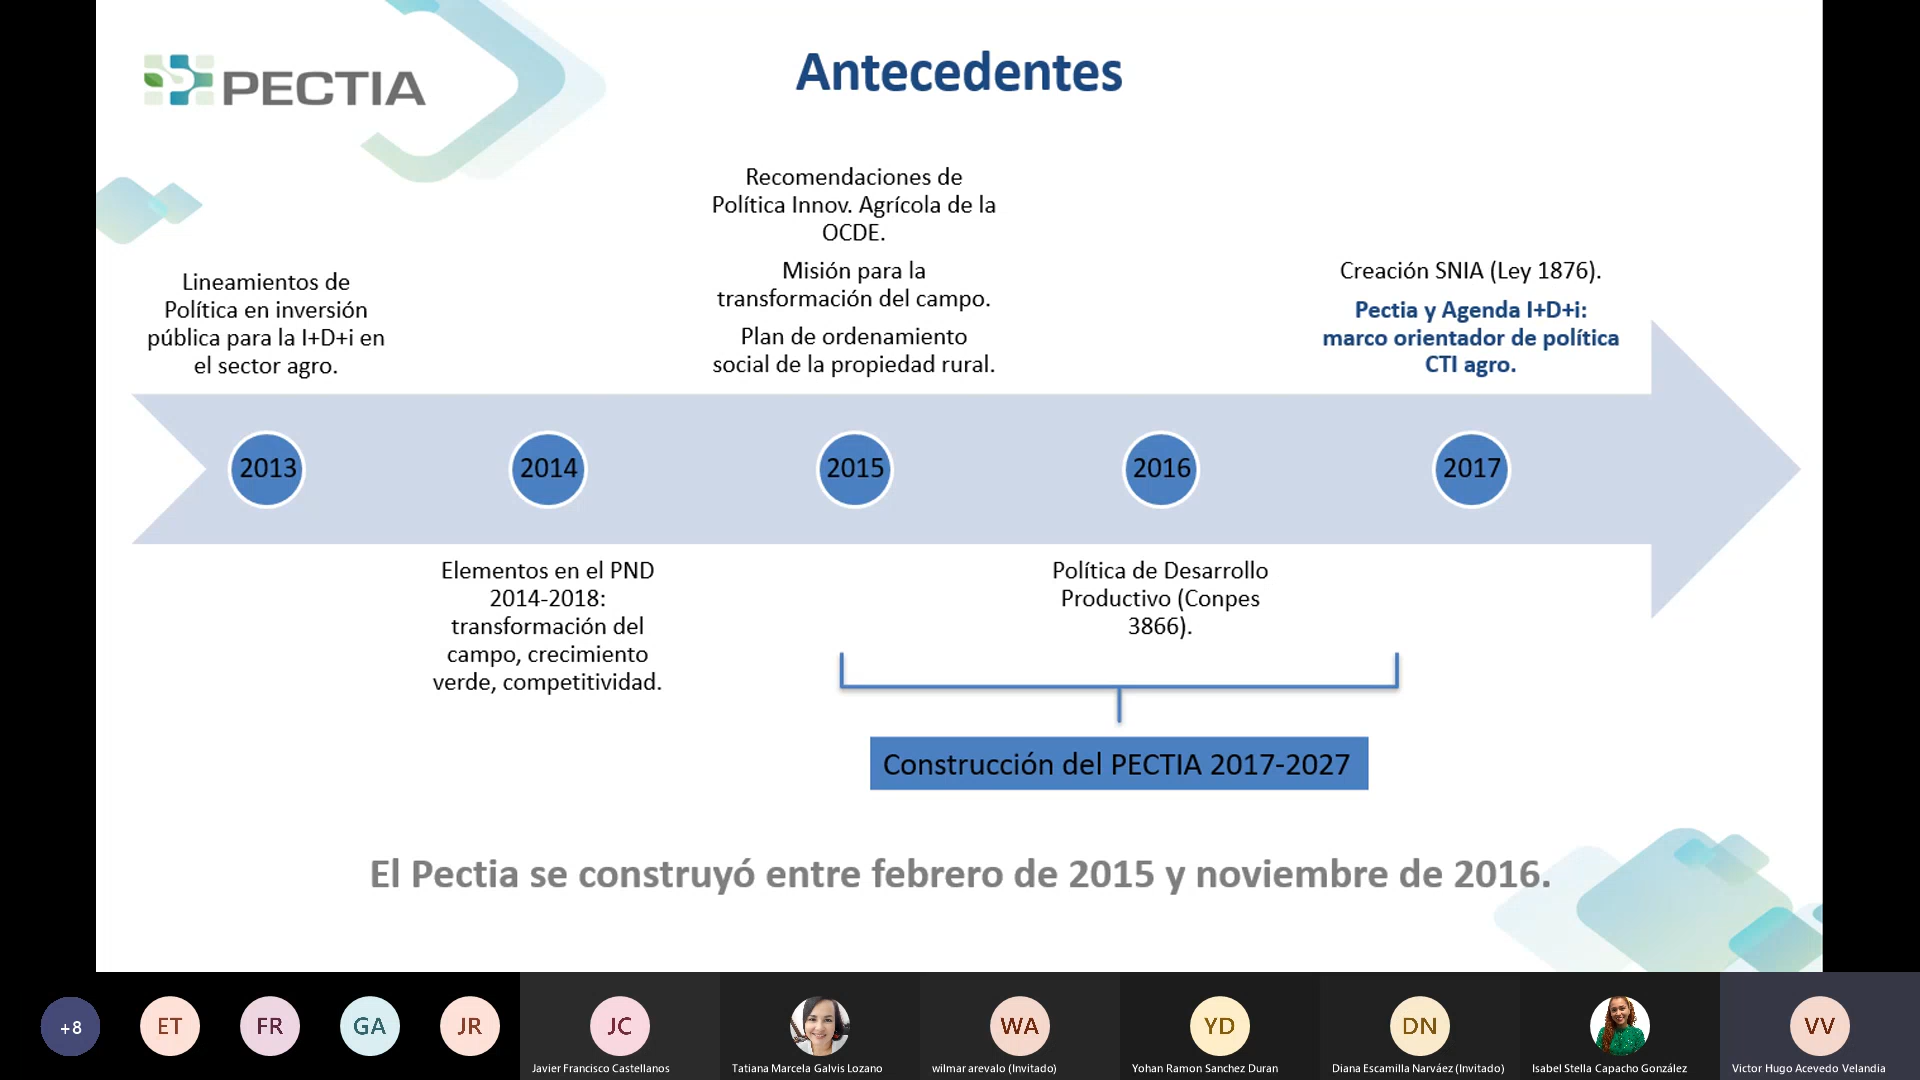 PECTIA
Antecedentes
Lineamientos de
Política en inversión
pública para la I+D+i en
el sector agro.
Recomendaciones de
Política Innov. Agrícola de la
OCDE.
Misión para la
transformación del campo.
Plan de ordenamiento
social de la propiedad rural.
Creación SNIA (Ley 1876).
Pectia y Agenda I+D+i:
marco orientador de política
CTI agro.
2013
2014
2015
2016
2017
Elementos en el PND
2014-2018:
transformación del
campo, crecimiento
verde, competitividad.
Política de Desarrollo
Productivo (Conpes
3866).
Construcción del PECTIA 2017-2027
El Pectia se construyó entre febrero de 2015 y noviembre de 2016.
+8
ET
FR
GA
JR
JC
WA
YD
DN
VV
Javier Francisco Castellanos
Tatiana Marcela Galvis Lozano
wilmar arevalo (Invitado)
Yohan Ramon Sanchez Duran
Diana Escamilla Narváez (Invitado)
Isabel Stella Capacho González
Victor Hugo Acevedo Velandia